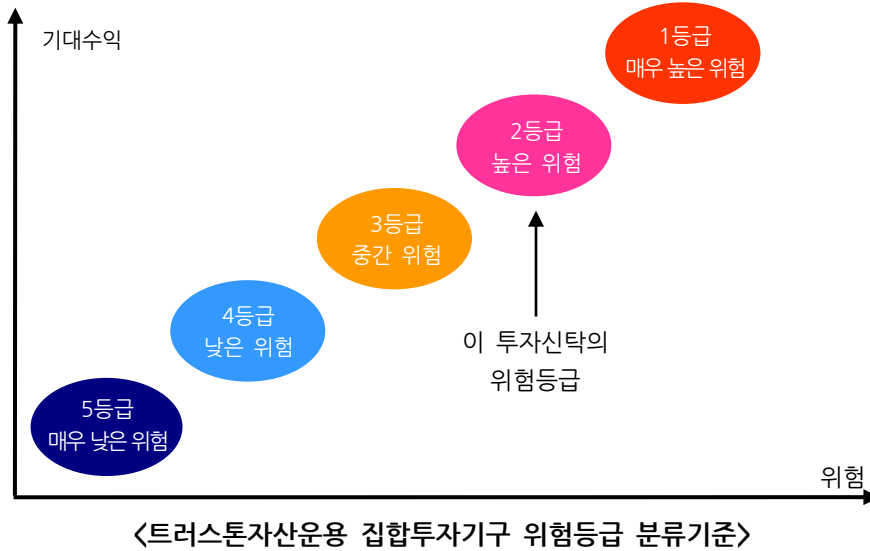 기대수익
1등급
매우 높은 위험
2등급
높은 위험
3등급
중간 위험
4등급
낮은 위험
이 투자신탁의
위험등급
5등급
매우 낮은 위험
위험
<트러스톤자산운용 집합투자기구 위험등급 분류기준>